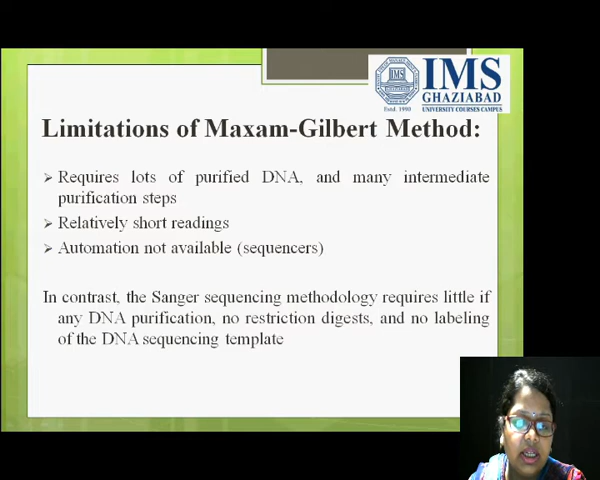 IMS
GHAZIABAD
UNIVERSITY COURSES CAMPUS
Estd. 1990
Limitations of Maxam-Gilbert Method:
Requires lots of purified DNA, and many intermediate
purification steps
Relatively short readings
Automation not available (sequencers)
In contrast, the Sanger sequencing methodology requires little if
any DNA purification, no restriction digests, and no labeling
of the DNA sequencing template